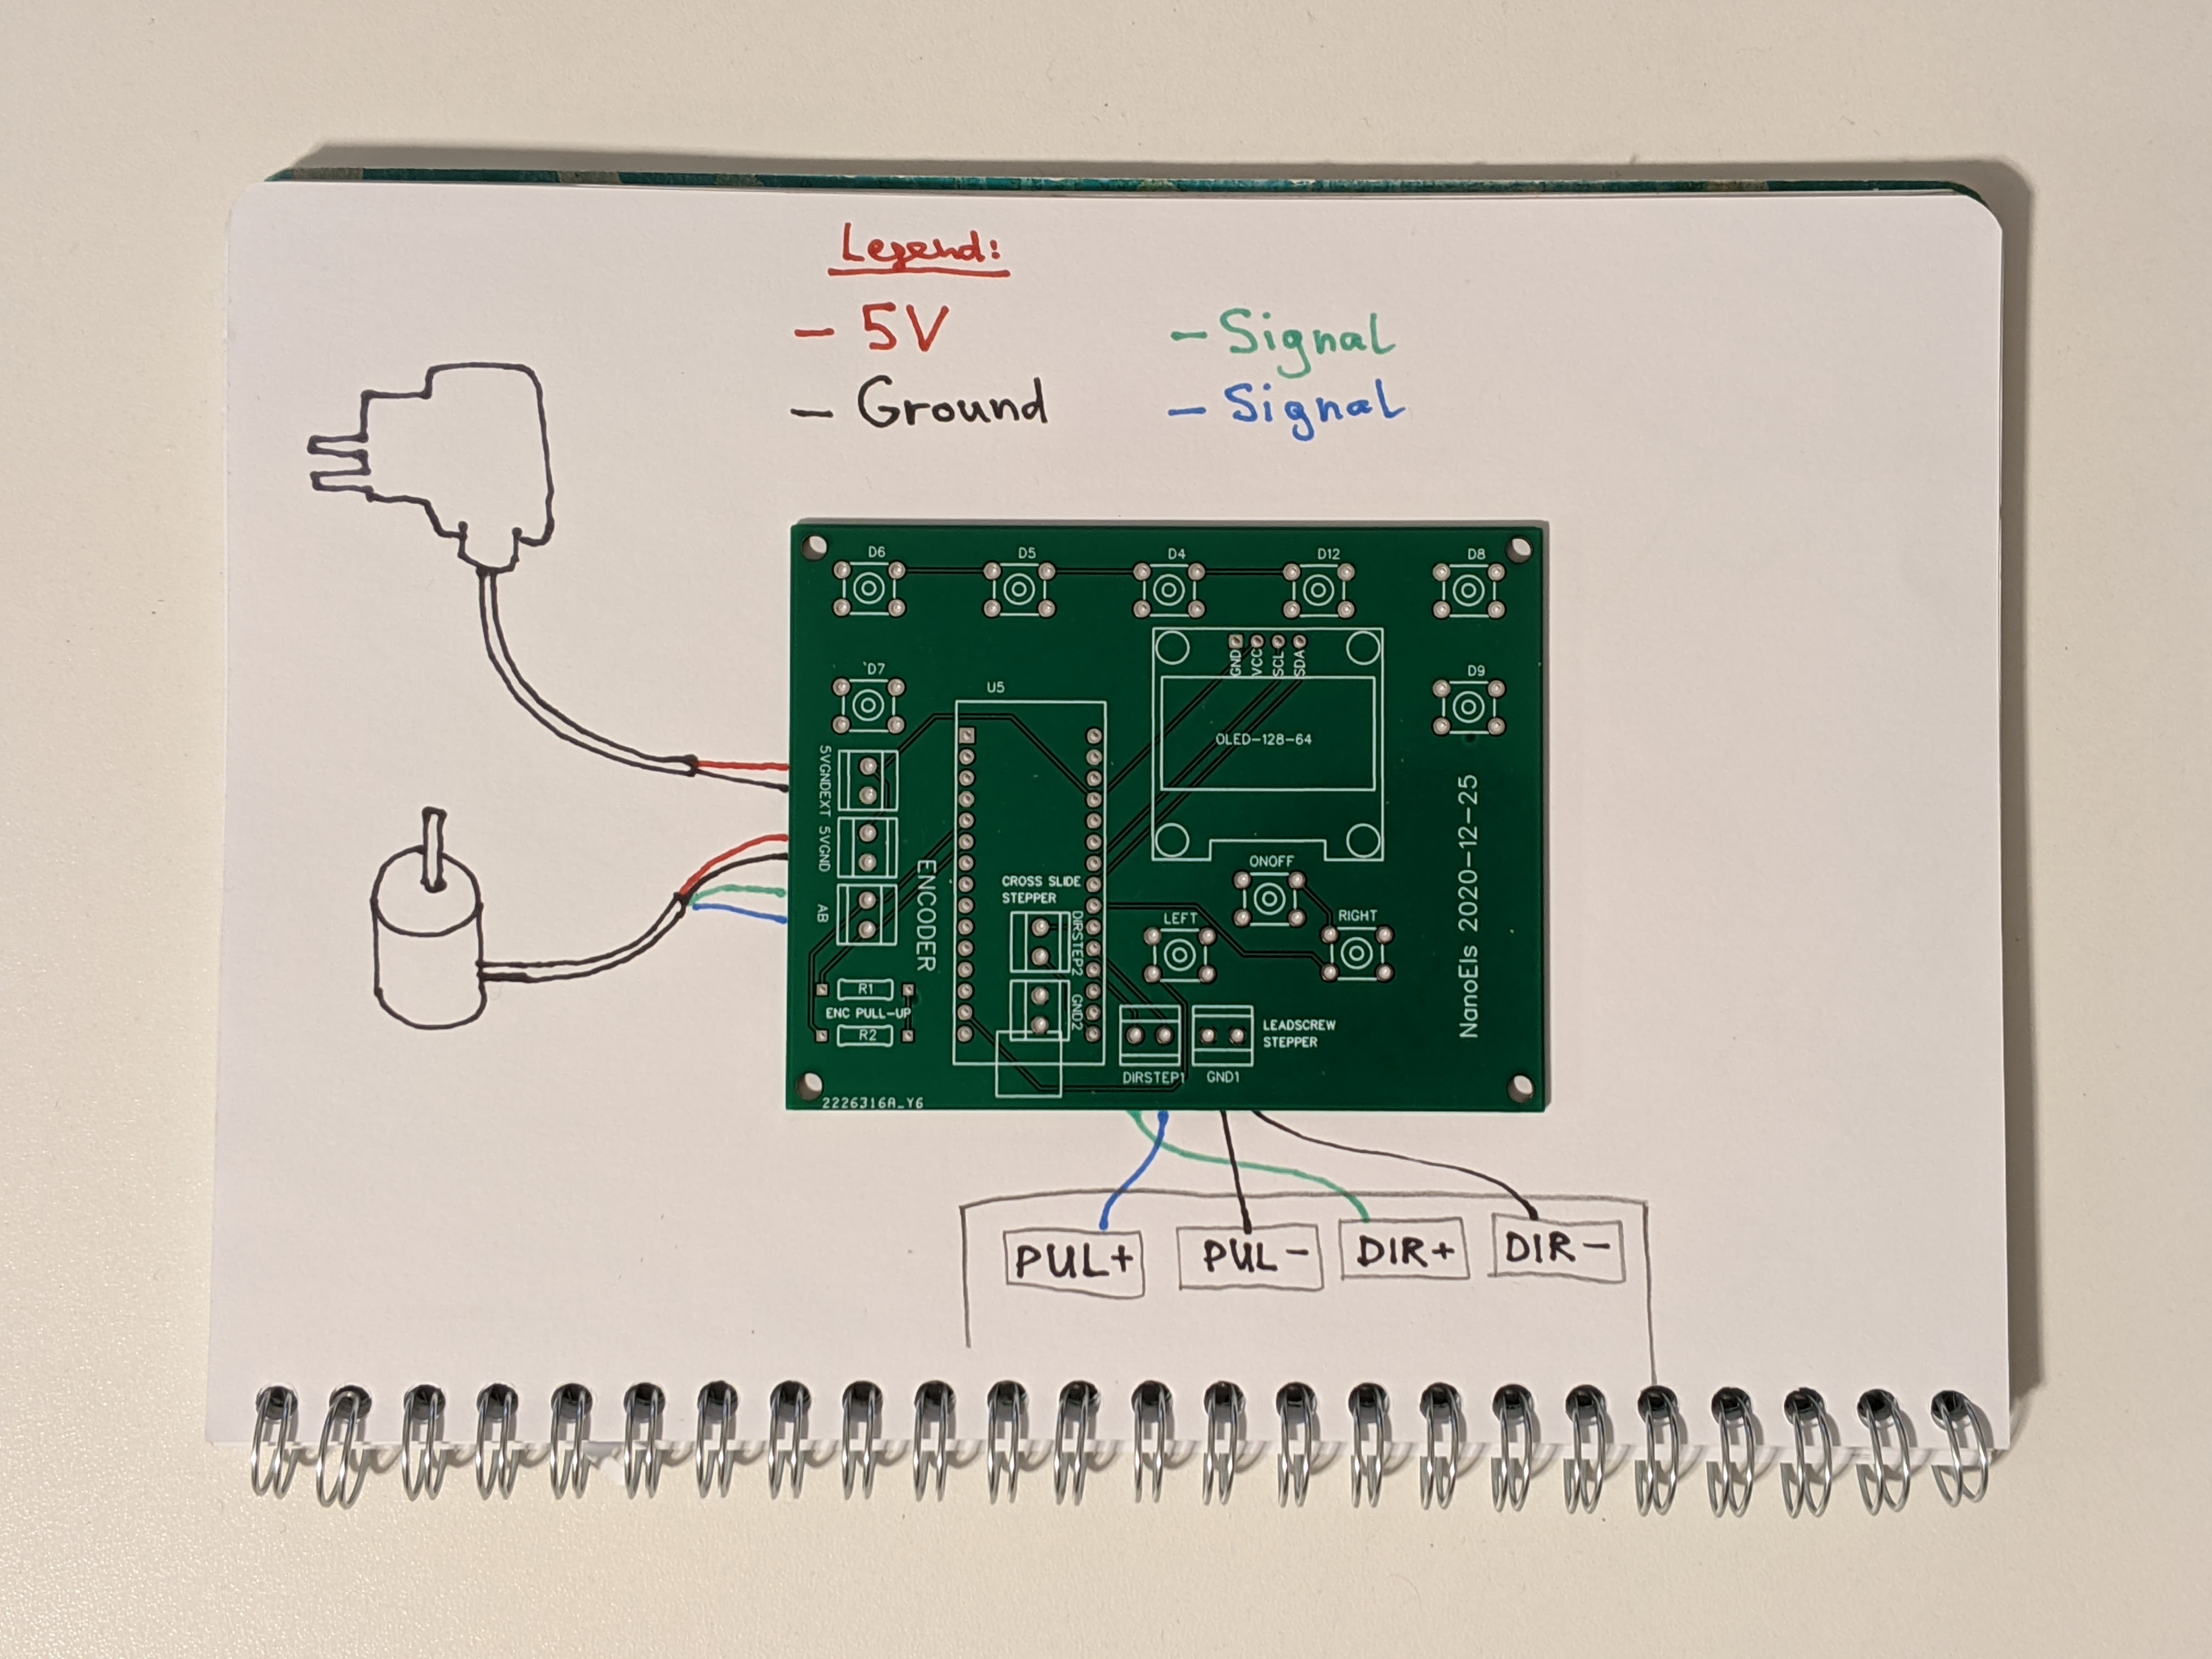 Legend:
- 5V
- Signal
- Ground
- Signal
D6
D5
D4
D12
D8
GND
VCC
SCL
SDA
D7
U5
D9
OLED-128-64
5VGNDEXT
5VGND
AB
ENCODER
CROSS SLIDE
STEPPER
DIRSTEP2
GND2
ONOFF
LEFT
RIGHT
NanoEls 2020-12-25
R1
ENC PULL-UP
R2
LEADSCREW
STEPPER
DIRSTEP1
GND1
2226316A_Y6
PUL+
PUL-
DIR+
DIR-